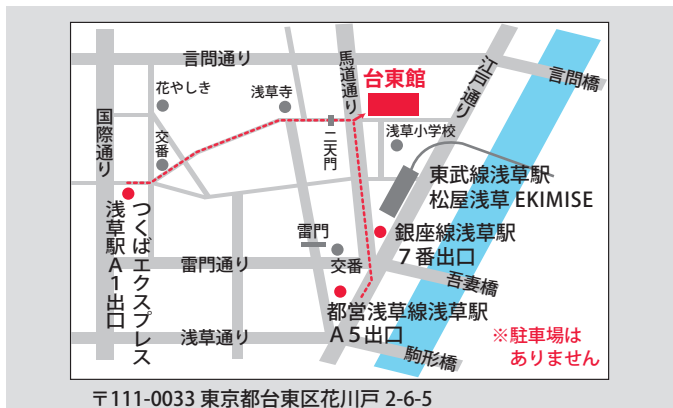 言問通り
馬道通り
江戸通り
言問橋
花やしき
浅草寺
台東館
国際通り
交番
二天門
浅草小学校
東武線浅草駅
松屋浅草 EKIMISE
つくばエクスプレス
浅草駅A1出口
雷門
銀座線浅草駅
7番出口
雷門通り
交番
吾妻橋
都営浅草線浅草駅
A5出口
浅草通り
駒形橋
※駐車場は
ありません
〒111-0033 東京都台東区花川戸 2-6-5